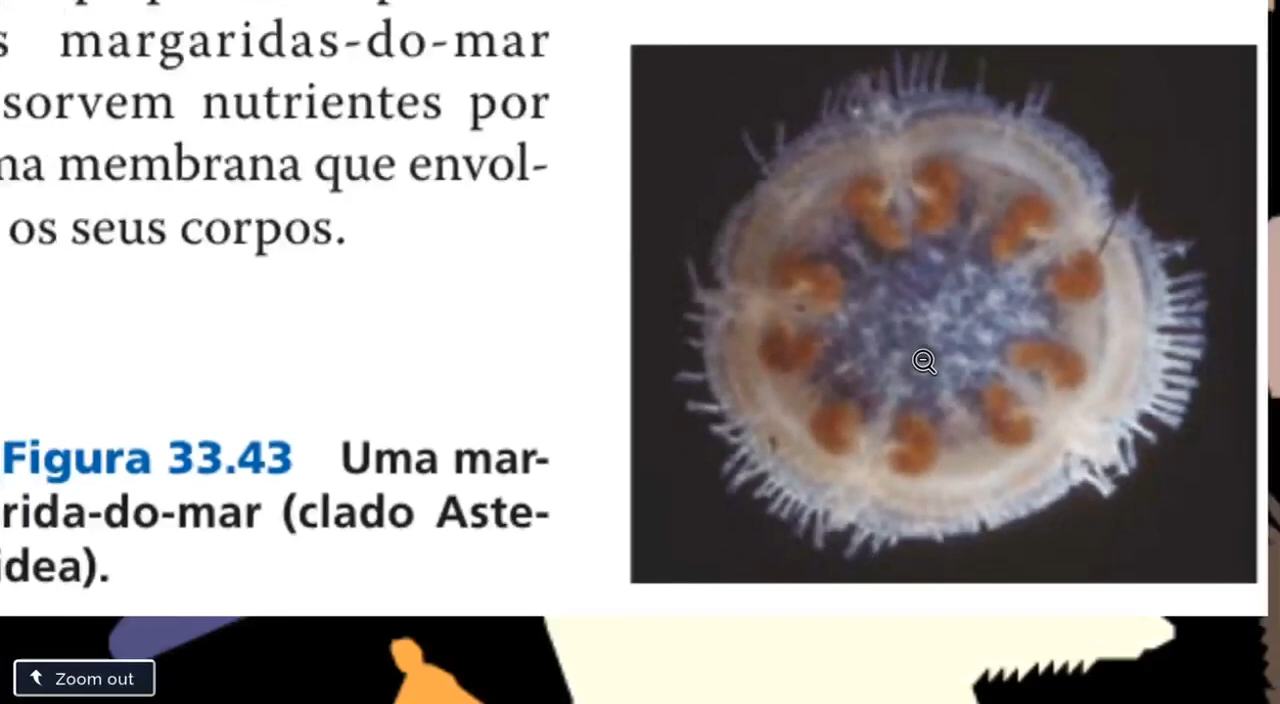 s margaridas-do-mar
sorvem nutrientes por
na membrana que envol-
os seus corpos.
Figura 33.43 Uma mar-
rida-do-mar (clado Aste-
idea).
Zoom out